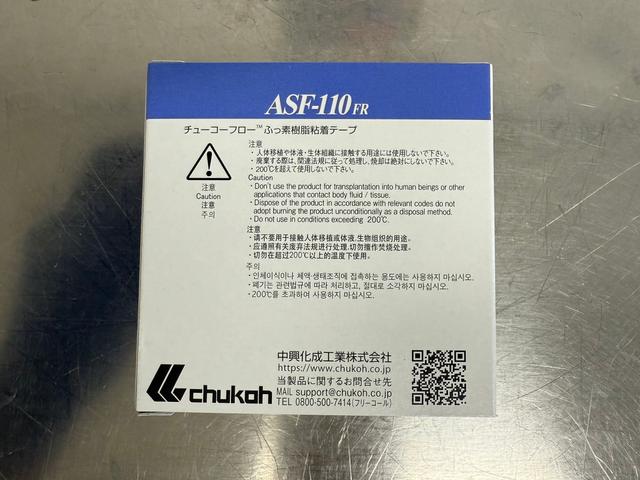 ASF-110 FR
チューコーフロー™ ふっ素樹脂粘着テープ
注意
Caution
注意
주의
注意
・人体移植や体液・生体組織に接触する用途には使用しないで下さい。
・廃棄する際は、関連法規に従って処理し、焼却は絶対にしないで下さい。
・200℃を超えて使用しないで下さい。
Caution
・Don't use the product for transplantation into human beings or other
applications that contact body fluid / tissue.
・Dispose of the product in accordance with relevant codes do not
adopt burning the product unconditionally as a disposal method.
・Do not use in conditions exceeding 200℃.
注意
・请不要用于接触人体移植或体液、生物组织的用途。
・应遵照有关废弃法规进行处理、切勿擅作焚烧处理。
・切勿在超过200℃以上的温度下使用。
주의
・인체이식이나 체액·생태조직에 접촉하는 용도에는 사용하지 마십시오.
・폐기는 관련법규에 따라 처리하고, 절대로 소각하지 마십시오.
・200℃를 초과하여 사용하지 마십시오.
chukoh
中興化成工業株式会社
https://www.chukoh.co.jp
当製品に関するお問合せ先
MAIL support@chukoh.co.jp
TEL 0800-500-7414(フリーコール)